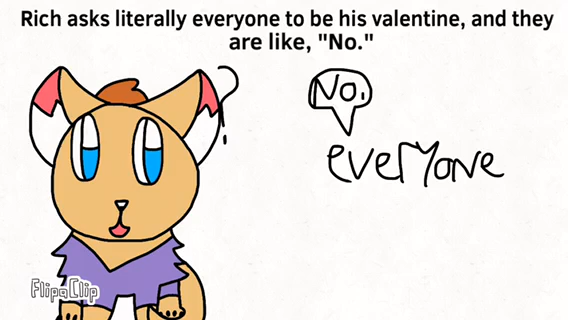 Rich asks literally everyone to be his valentine, and they
are like, "No."
?
No.
everyone
FlipaClip